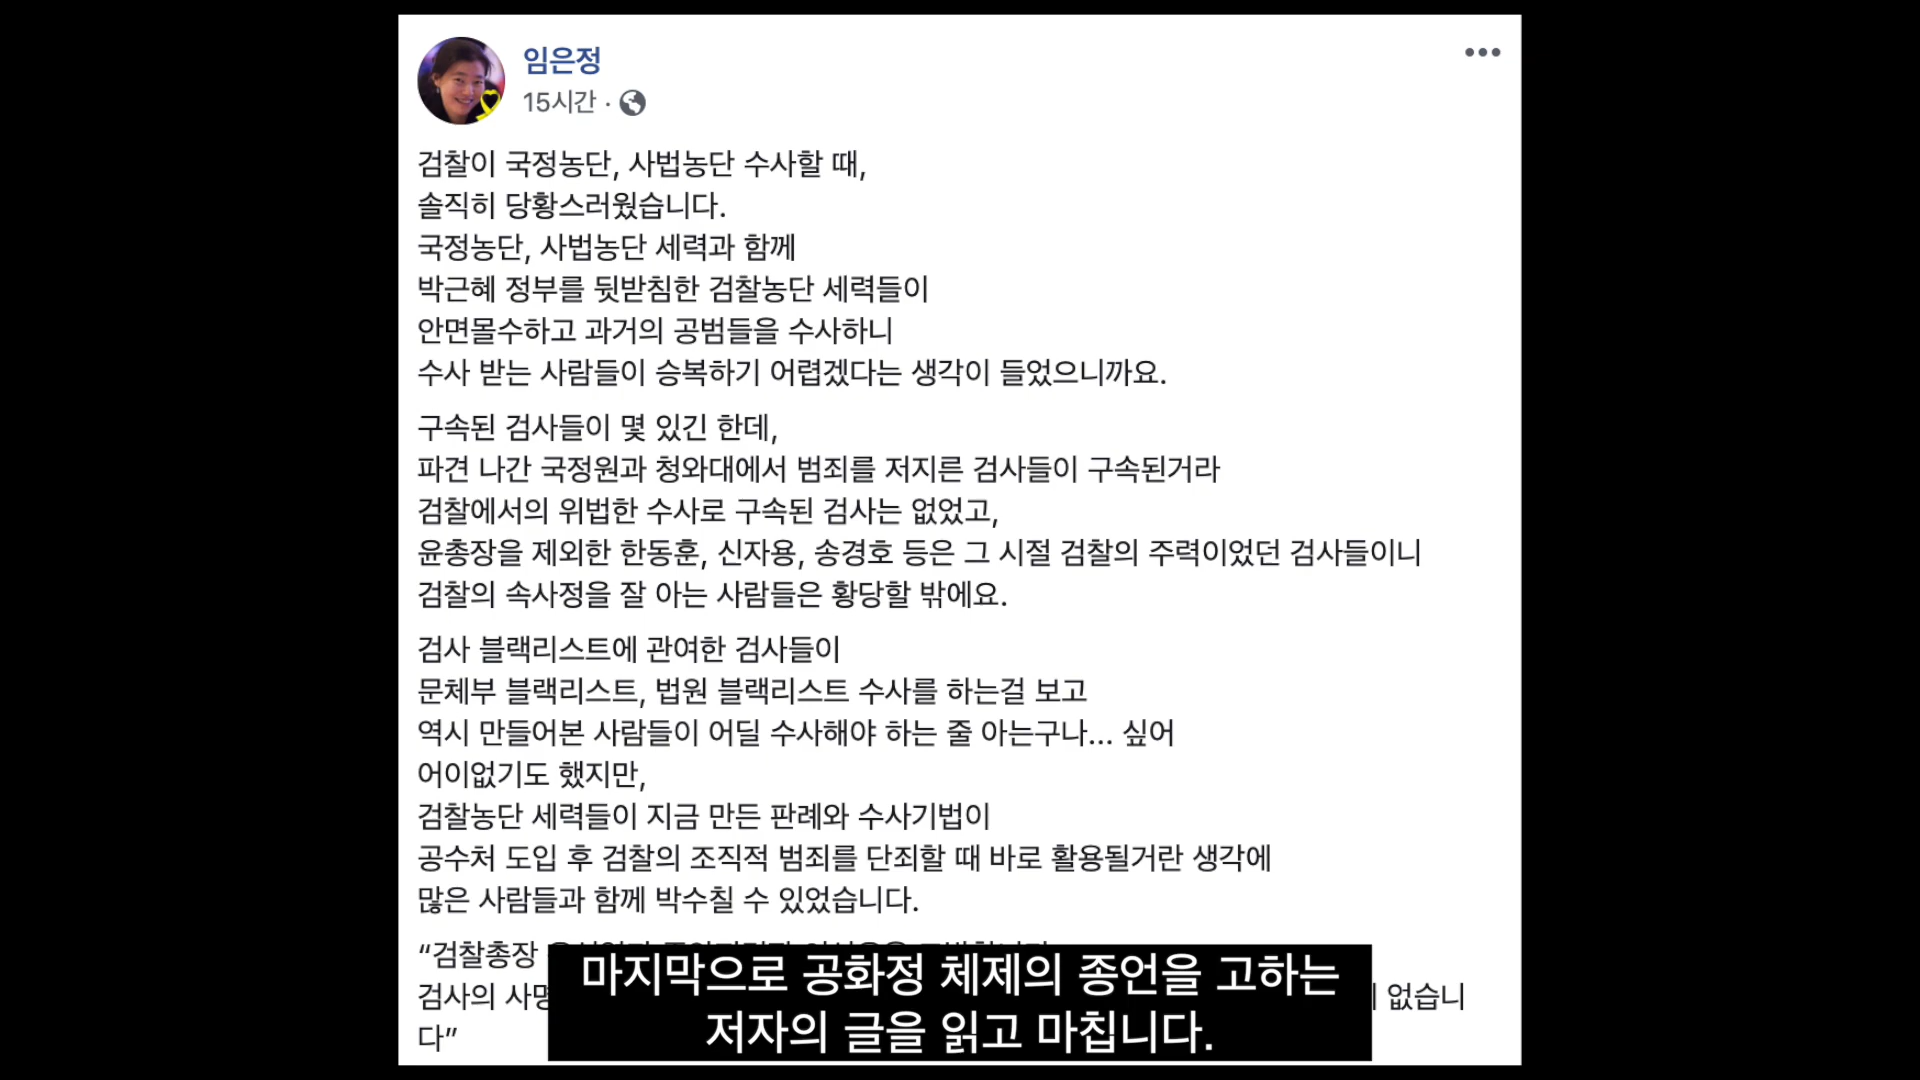 임은정
15시간 ·
검찰이 국정농단, 사법농단 수사할 때,
솔직히 당황스러웠습니다.
국정농단, 사법농단 세력과 함께
박근혜 정부를 뒷받침한 검찰농단 세력들이
안면몰수하고 과거의 공범들을 수사하니
수사 받는 사람들이 승복하기 어렵겠다는 생각이 들었으니까요.
구속된 검사들이 몇 있긴 한데,
파견 나간 국정원과 청와대에서 범죄를 저지른 검사들이 구속된거라
검찰에서의 위법한 수사로 구속된 검사는 없었고,
윤총장을 제외한 한동훈, 신자용, 송경호 등은 그 시절 검찰의 주력이었던 검사들이니
검찰의 속사정을 잘 아는 사람들은 황당할 밖에요.
검사 블랙리스트에 관여한 검사들이
문체부 블랙리스트, 법원 블랙리스트 수사를 하는걸 보고
역시 만들어본 사람들이 어딜 수사해야 하는 줄 아는구나... 싶어
어이없기도 했지만,
검찰농단 세력들이 지금 만든 판례와 수사기법이
공수처 도입 후 검찰의 조직적 범죄를 단죄할 때 바로 활용될거란 생각에
많은 사람들과 함께 박수칠 수 있었습니다.
“검찰총장
검사의 없습니
다”
마지막으로 공화정 체제의 종언을 고하는
저자의 글을 읽고 마칩니다.